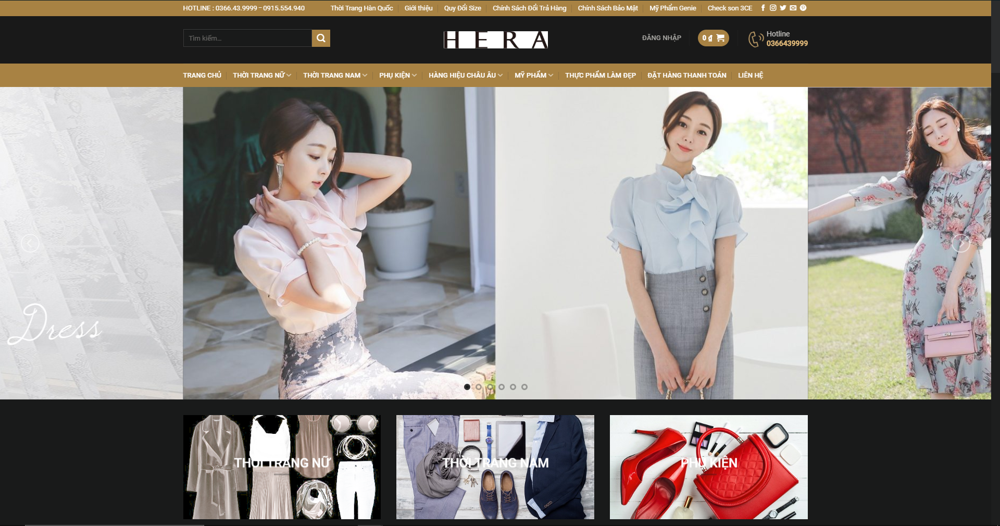 HOTLINE : 0366.43.9999 – 0915.554.940
Thời Trang Hàn Quốc
Giới thiệu
Quy Đổi Size
Chính Sách Đổi Trả Hàng
Chính Sách Bảo Mật
Mỹ Phẩm Genie
Check son 3CE
Tìm kiếm...
HERA
ĐĂNG NHẬP
0 ₫
Hotline
0366439999
TRANG CHỦ
THỜI TRANG NỮ
THỜI TRANG NAM
PHỤ KIỆN
HÀNG HIỆU CHÂU ÂU
MỸ PHẨM
THỰC PHẨM LÀM ĐẸP
ĐẶT HÀNG THANH TOÁN
LIÊN HỆ
Dress
THỜI TRANG NỮ
THỜI TRANG NAM
PHỤ KIỆN